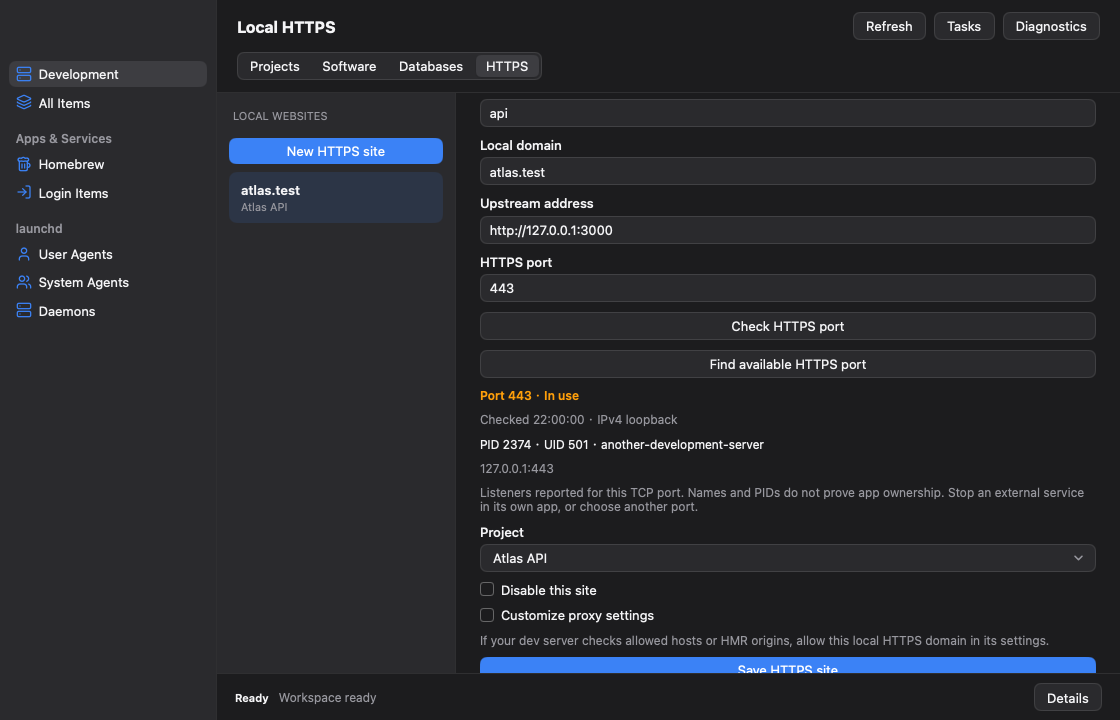 Local HTTPS
Refresh
Tasks
Diagnostics
Projects
Software
Databases
HTTPS
Development
All Items
Apps & Services
Homebrew
Login Items
launchd
User Agents
System Agents
Daemons
LOCAL WEBSITES
New HTTPS site
atlas.test
Atlas API
api
Local domain
atlas.test
Upstream address
http://127.0.0.1:3000
HTTPS port
443
Check HTTPS port
Find available HTTPS port
Port 443 · In use
Checked 22:00:00 · IPv4 loopback
PID 2374 · UID 501 · another-development-server
127.0.0.1:443
Listeners reported for this TCP port. Names and PIDs do not prove app ownership. Stop an external service
in its own app, or choose another port.
Project
Atlas API
Disable this site
Customize proxy settings
If your dev server checks allowed hosts or HMR origins, allow this local HTTPS domain in its settings.
Save HTTPS site
Ready
Workspace ready
Details